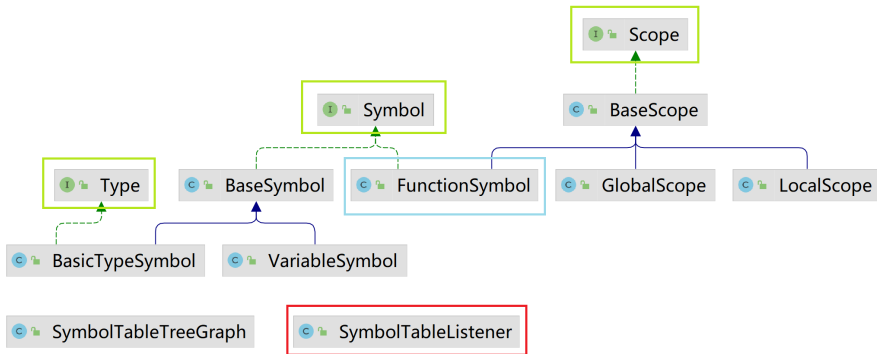 I Scope
I Symbol
C BaseScope
I Type
C BaseSymbol
C FunctionSymbol
C GlobalScope
C LocalScope
C BasicTypeSymbol
C VariableSymbol
C SymbolTableTreeGraph
C SymbolTableListener